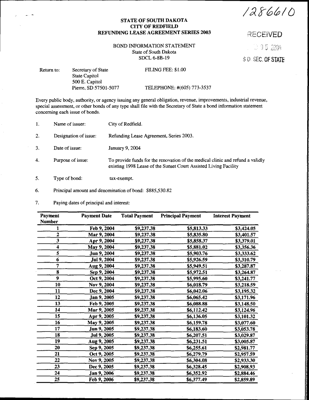 1286610
RECEIVED
S.D. SEC. OF STATE
STATE OF SOUTH DAKOTA
CITY OF REDFIELD
REFUNDING LEASE AGREEMENT SERIES 2003
BOND INFORMATION STATEMENT
State of South Dakota
SDCL 6-8B-19
Return to: Secretary of State FILING FEE: $1.00
State Capitol
500 E. Capitol
Pierre, SD 57501-5077 TELEPHONE: #(605) 773-3537
Every public body, authority, or agency issuing any general obligation, revenue, improvements, industrial revenue,
special assessment, or other bonds of any type shall file with the Secretary of State a bond information statement
concerning each issue of bonds.
1. Name of issuer: City of Redfield.
2. Designation of issue: Refunding Lease Agreement, Series 2003.
3. Date of issue: January 9, 2004
4. Purpose of issue: To provide funds for the renovation of the medical clinic and refund a validly
existing 1998 Lease of the Sunset Court Assisted Living Facility
5. Type of bond: tax-exempt.
6. Principal amount and denomination of bond: $885,530.82
7. Paying dates of principal and interest:
Payment Number Payment Date Total Payment Principal Payment Interest Payment
1 Feb 9, 2004 $9,237.38 $5,813.33 $3,424.05
2 Mar 9, 2004 $9,237.38 $5,835.80 $3,401.57
3 Apr 9, 2004 $9,237.38 $5,858.37 $3,379.01
4 May 9, 2004 $9,237.38 $5,881.02 $3,356.36
5 Jun 9, 2004 $9,237.38 $5,903.76 $3,333.62
6 Jul 9, 2004 $9,237.38 $5,926.59 $3,310.79
7 Aug 9, 2004 $9,237.38 $5,949.51 $3,287.87
8 Sep 9, 2004 $9,237.38 $5,972.51 $3,264.87
9 Oct 9, 2004 $9,237.38 $5,995.60 $3,241.77
10 Nov 9, 2004 $9,237.38 $6,018.79 $3,218.59
11 Dec 9, 2004 $9,237.38 $6,042.06 $3,195.32
12 Jan 9, 2005 $9,237.38 $6,065.42 $3,171.96
13 Feb 9, 2005 $9,237.38 $6,088.88 $3,148.50
14 Mar 9, 2005 $9,237.38 $6,112.42 $3,124.96
15 Apr 9, 2005 $9,237.38 $6,136.05 $3,101.32
16 May 9, 2005 $9,237.38 $6,159.78 $3,077.60
17 Jun 9, 2005 $9,237.38 $6,183.60 $3,053.78
18 Jul 9, 2005 $9,237.38 $6,207.51 $3,029.87
19 Aug 9, 2005 $9,237.38 $6,231.51 $3,005.87
20 Sep 9, 2005 $9,237.38 $6,255.61 $2,981.77
21 Oct 9, 2005 $9,237.38 $6,279.79 $2,957.59
22 Nov 9, 2005 $9,237.38 $6,304.08 $2,933.30
23 Dec 9, 2005 $9,237.38 $6,328.45 $2,908.93
24 Jan 9, 2006 $9,237.38 $6,352.92 $2,884.46
25 Feb 9, 2006 $9,237.38 $6,377.49 $2,859.89